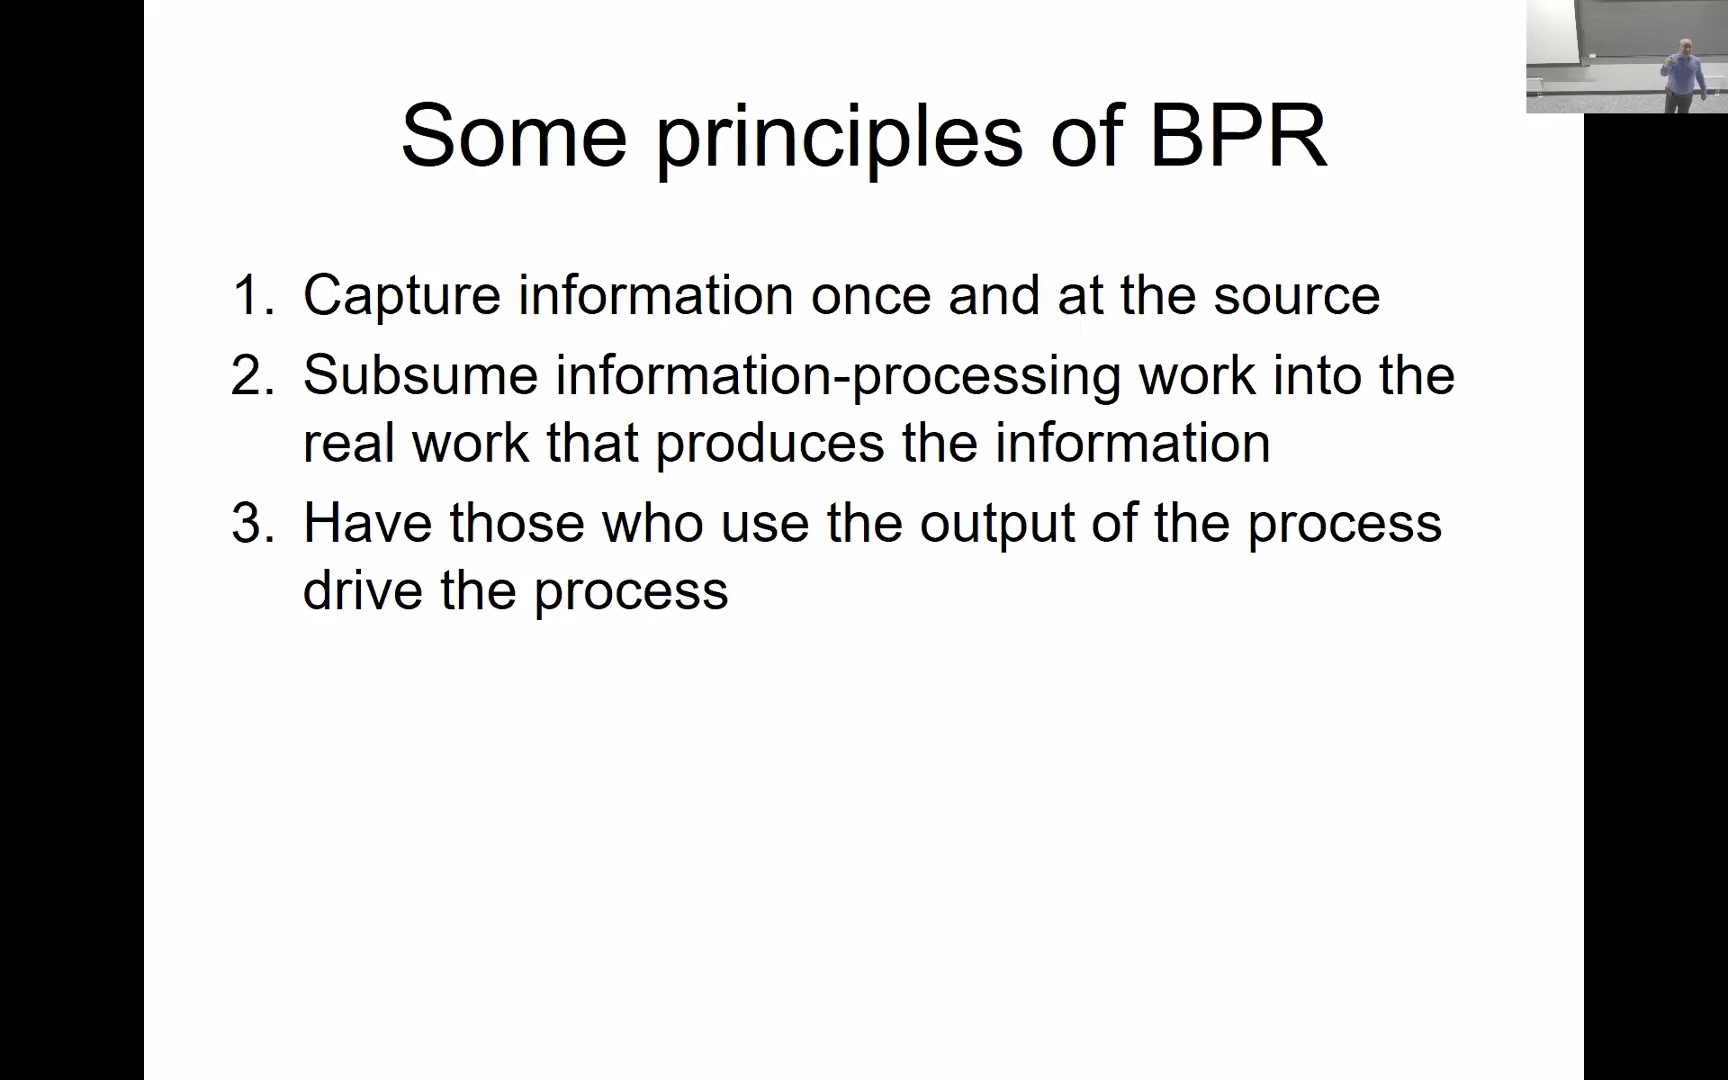 Some principles of BPR
1. Capture information once and at the source
2. Subsume information-processing work into the
real work that produces the information
3. Have those who use the output of the process
drive the process